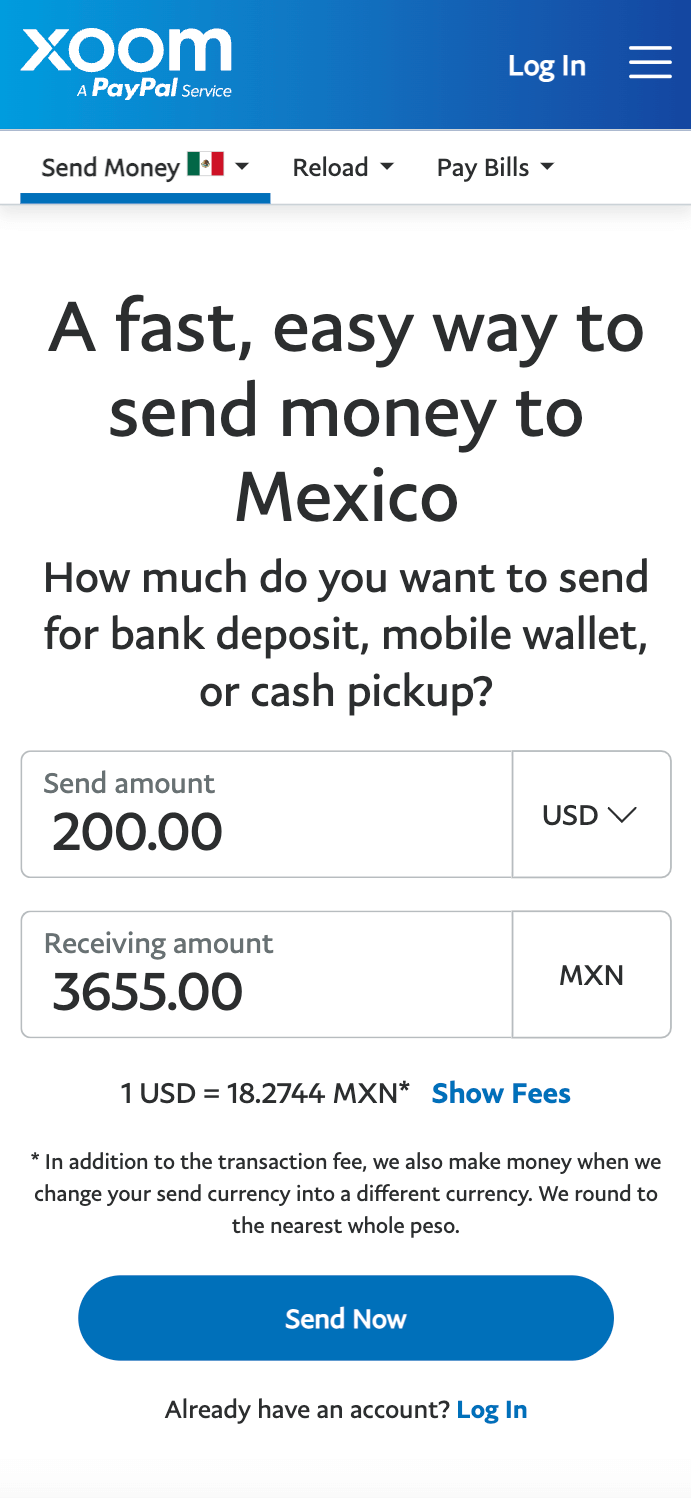 xoom
A PayPal Service
Log In
Send Money
Reload
Pay Bills
A fast, easy way to
send money to
Mexico
How much do you want to send
for bank deposit, mobile wallet,
or cash pickup?
Send amount
200.00
USD
Receiving amount
3655.00
MXN
1 USD = 18.2744 MXN* Show Fees
* In addition to the transaction fee, we also make money when we
change your send currency into a different currency. We round to
the nearest whole peso.
Send Now
Already have an account? Log In